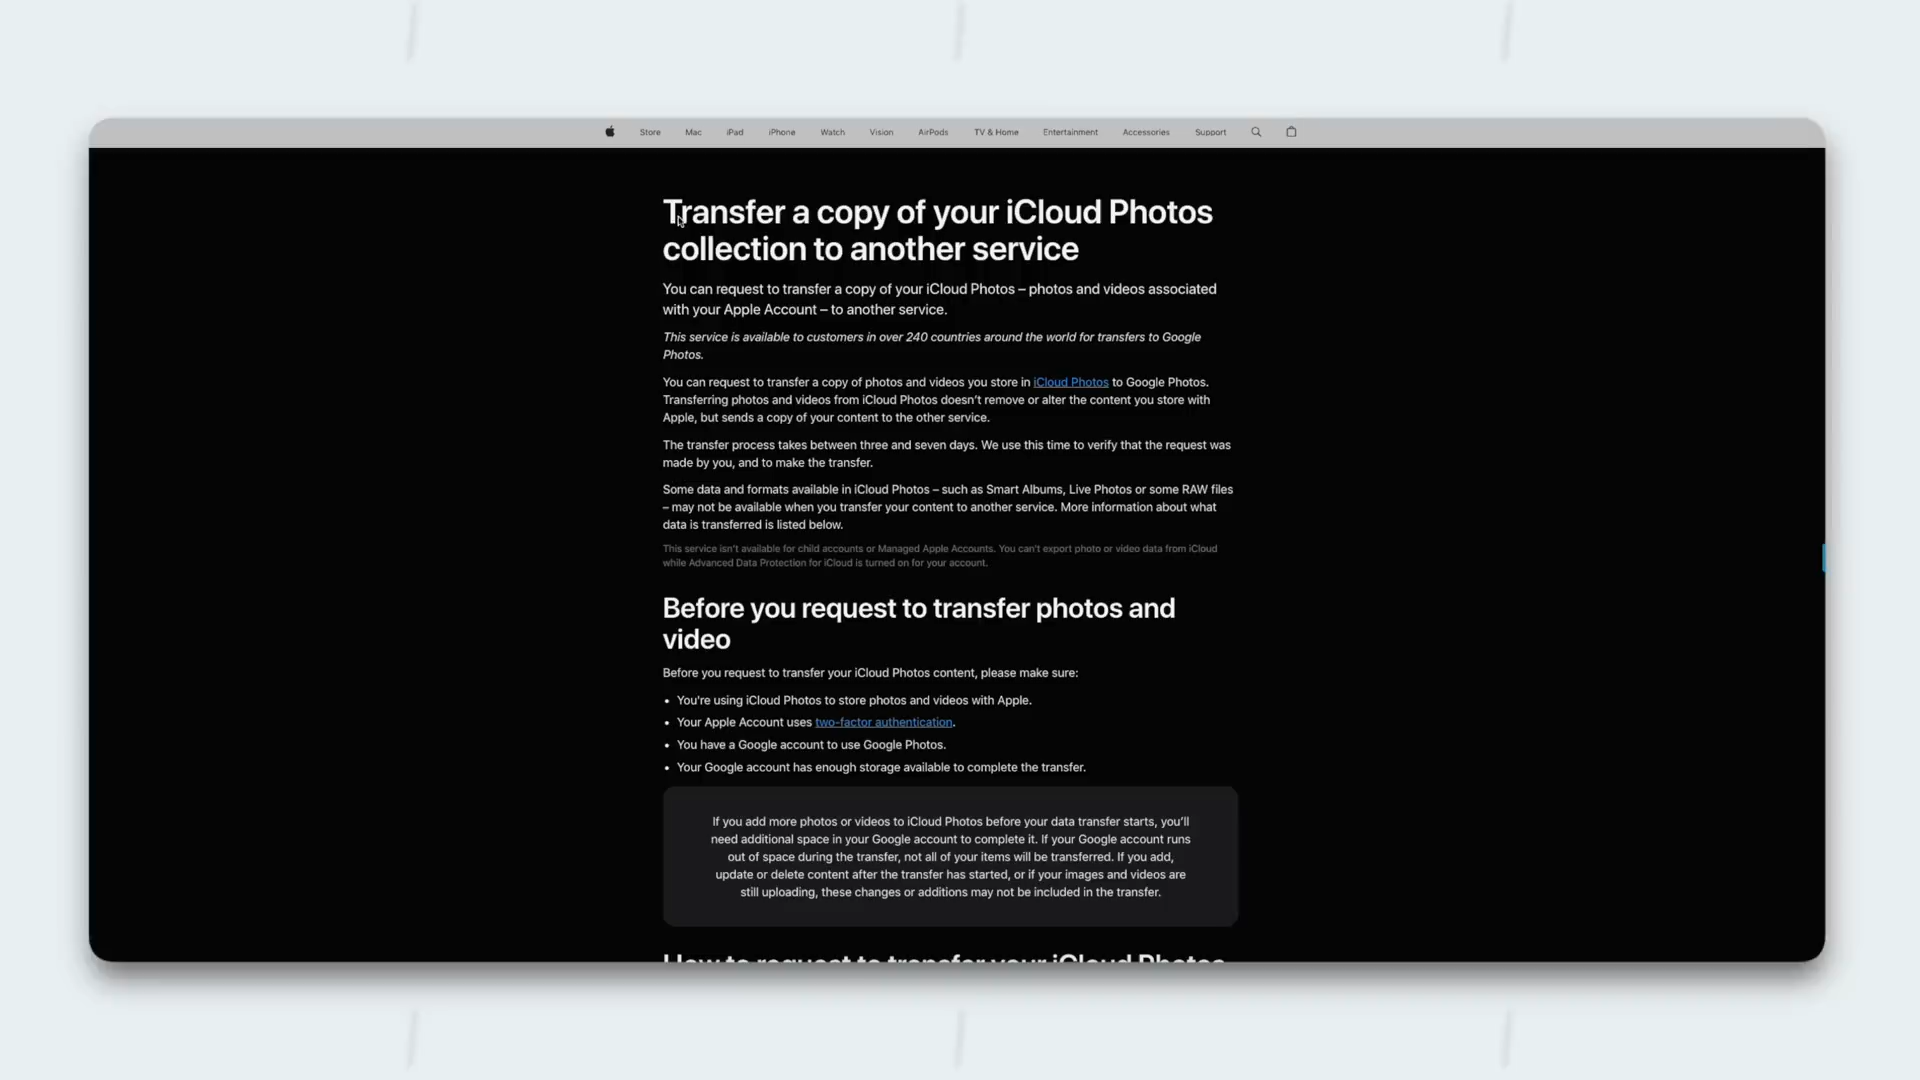 Store Mac iPad iPhone Watch Vision AirPods TV & Home Entertainment Accessories Support
Transfer a copy of your iCloud Photos
collection to another service
You can request to transfer a copy of your iCloud Photos – photos and videos associated
with your Apple Account – to another service.
This service is available to customers in over 240 countries around the world for transfers to Google
Photos.
You can request to transfer a copy of photos and videos you store in iCloud Photos to Google Photos.
Transferring photos and videos from iCloud Photos doesn’t remove or alter the content you store with
Apple, but sends a copy of your content to the other service.
The transfer process takes between three and seven days. We use this time to verify that the request was
made by you, and to make the transfer.
Some data and formats available in iCloud Photos – such as Smart Albums, Live Photos or some RAW files
– may not be available when you transfer your content to another service. More information about what
data is transferred is listed below.
This service isn’t available for child accounts or Managed Apple Accounts. You can’t export photo or video data from iCloud
while Advanced Data Protection for iCloud is turned on for your account.
Before you request to transfer photos and
video
Before you request to transfer your iCloud Photos content, please make sure:
• You’re using iCloud Photos to store photos and videos with Apple.
• Your Apple Account uses two-factor authentication.
• You have a Google account to use Google Photos.
• Your Google account has enough storage available to complete the transfer.
If you add more photos or videos to iCloud Photos before your data transfer starts, you’ll
need additional space in your Google account to complete it. If your Google account runs
out of space during the transfer, not all of your items will be transferred. If you add,
update or delete content after the transfer has started, or if your images and videos are
still uploading, these changes or additions may not be included in the transfer.
How to request to transfer your iCloud Photos